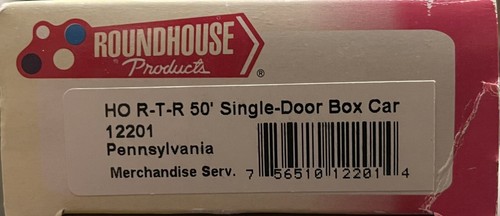 ROUNDHOUSE
Products
®
HO R-T-R 50' Single-Door Box Car
12201
Pennsylvania
Merchandise Serv.
7 56510 12201 4